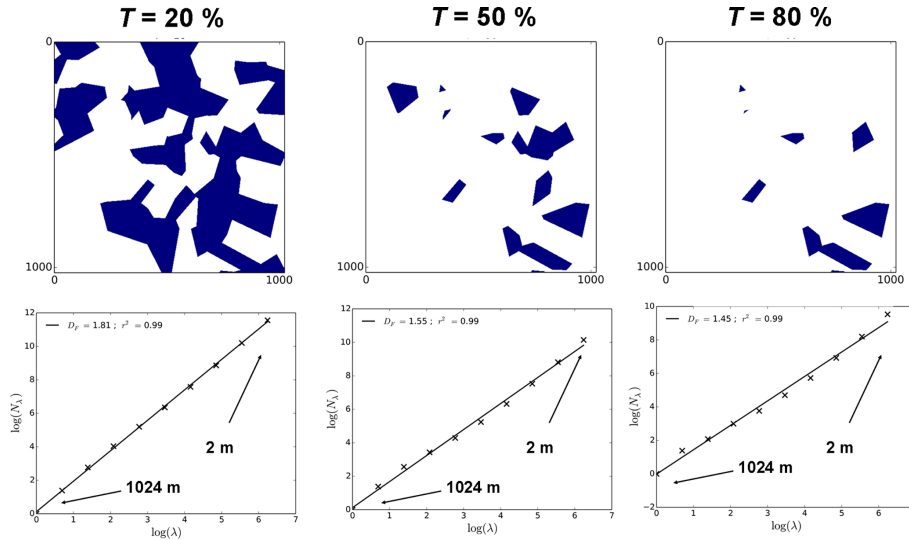 T = 20 %
T = 50 %
T = 80 %
0
1000
0
1000
0
1000
0
1000
0
1000
0
1000
12
10
8
6
4
2
0
log(Nλ)
D_F = 1.81 ; r² = 0.99
2 m
1024 m
0 1 2 3 4 5 6 7
log(λ)
12
10
8
6
4
2
0
log(Nλ)
D_F = 1.55 ; r² = 0.99
2 m
1024 m
0 1 2 3 4 5 6 7
log(λ)
10
8
6
4
2
0
−2
log(Nλ)
D_F = 1.45 ; r² = 0.99
2 m
1024 m
0 1 2 3 4 5 6
log(λ)